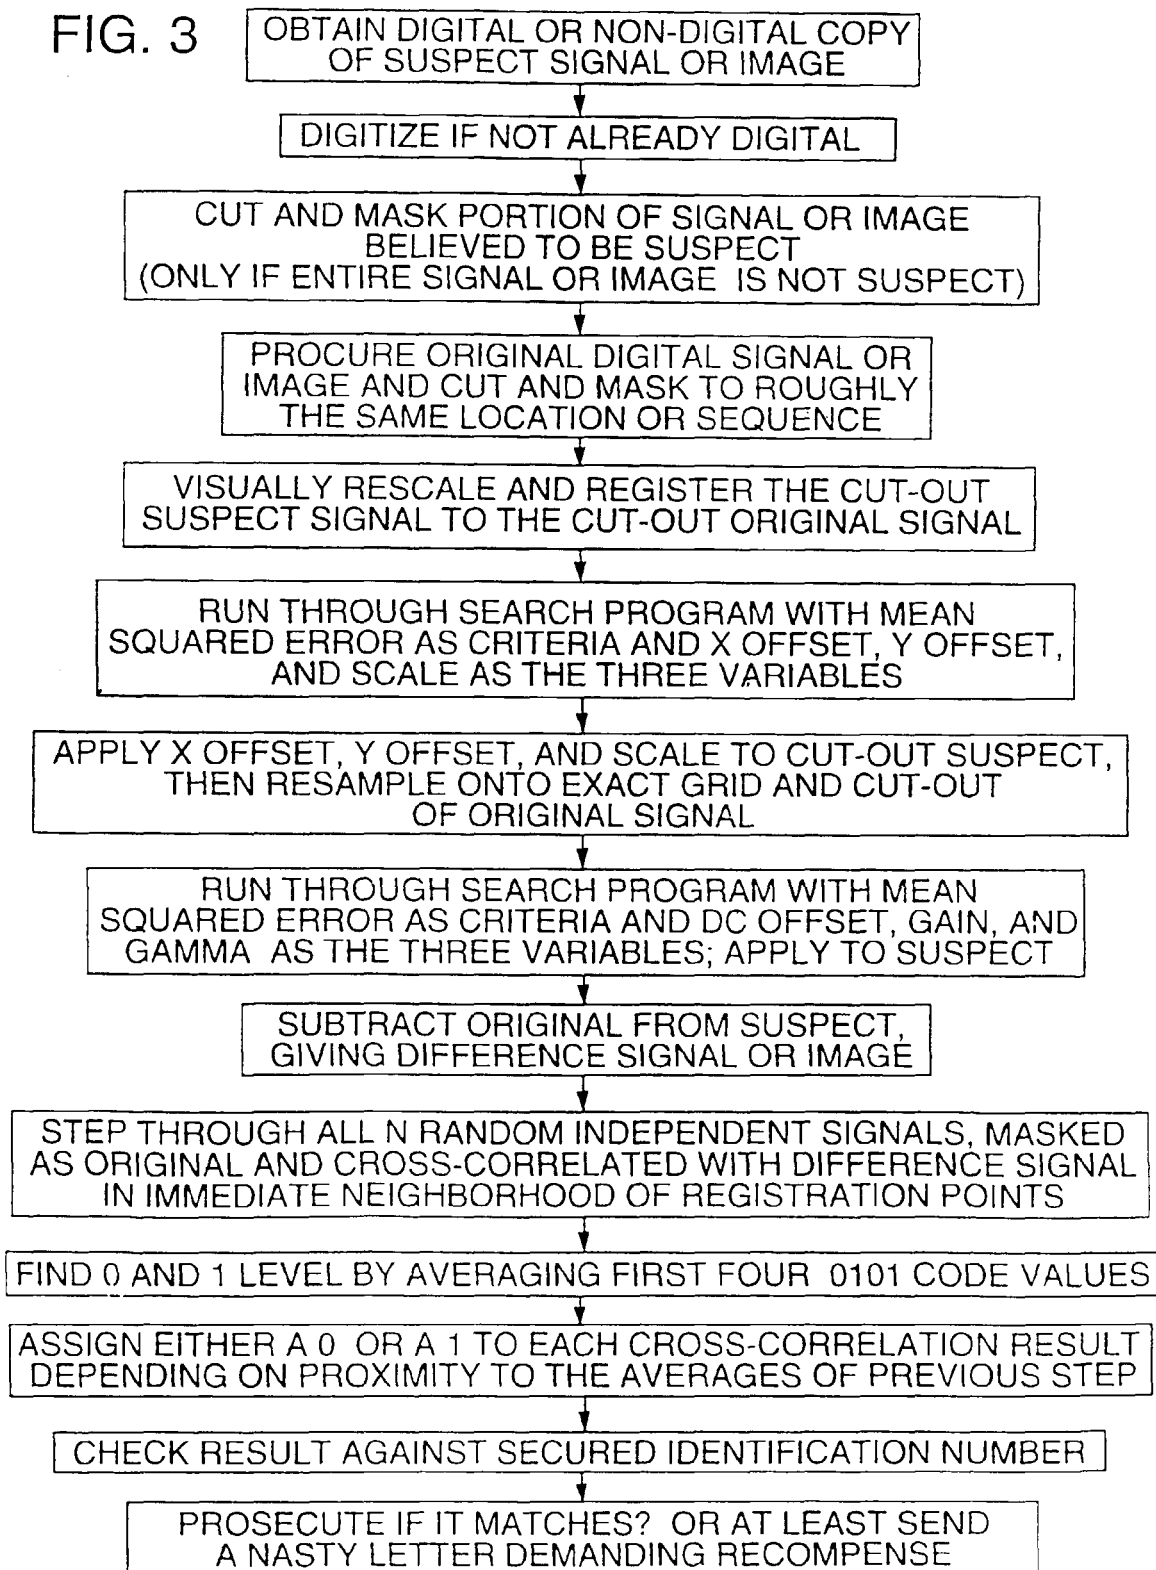 FIG. 3
OBTAIN DIGITAL OR NON-DIGITAL COPY
OF SUSPECT SIGNAL OR IMAGE
DIGITIZE IF NOT ALREADY DIGITAL
CUT AND MASK PORTION OF SIGNAL OR IMAGE
BELIEVED TO BE SUSPECT
(ONLY IF ENTIRE SIGNAL OR IMAGE IS NOT SUSPECT)
PROCURE ORIGINAL DIGITAL SIGNAL OR
IMAGE AND CUT AND MASK TO ROUGHLY
THE SAME LOCATION OR SEQUENCE
VISUALLY RESCALE AND REGISTER THE CUT-OUT
SUSPECT SIGNAL TO THE CUT-OUT ORIGINAL SIGNAL
RUN THROUGH SEARCH PROGRAM WITH MEAN
SQUARED ERROR AS CRITERIA AND X OFFSET, Y OFFSET,
AND SCALE AS THE THREE VARIABLES
APPLY X OFFSET, Y OFFSET, AND SCALE TO CUT-OUT SUSPECT,
THEN RESAMPLE ONTO EXACT GRID AND CUT-OUT
OF ORIGINAL SIGNAL
RUN THROUGH SEARCH PROGRAM WITH MEAN
SQUARED ERROR AS CRITERIA AND DC OFFSET, GAIN, AND
GAMMA AS THE THREE VARIABLES; APPLY TO SUSPECT
SUBTRACT ORIGINAL FROM SUSPECT,
GIVING DIFFERENCE SIGNAL OR IMAGE
STEP THROUGH ALL N RANDOM INDEPENDENT SIGNALS, MASKED
AS ORIGINAL AND CROSS-CORRELATED WITH DIFFERENCE SIGNAL
IN IMMEDIATE NEIGHBORHOOD OF REGISTRATION POINTS
FIND 0 AND 1 LEVEL BY AVERAGING FIRST FOUR 0101 CODE VALUES
ASSIGN EITHER A 0 OR A 1 TO EACH CROSS-CORRELATION RESULT
DEPENDING ON PROXIMITY TO THE AVERAGES OF PREVIOUS STEP
CHECK RESULT AGAINST SECURED IDENTIFICATION NUMBER
PROSECUTE IF IT MATCHES? OR AT LEAST SEND
A NASTY LETTER DEMANDING RECOMPENSE